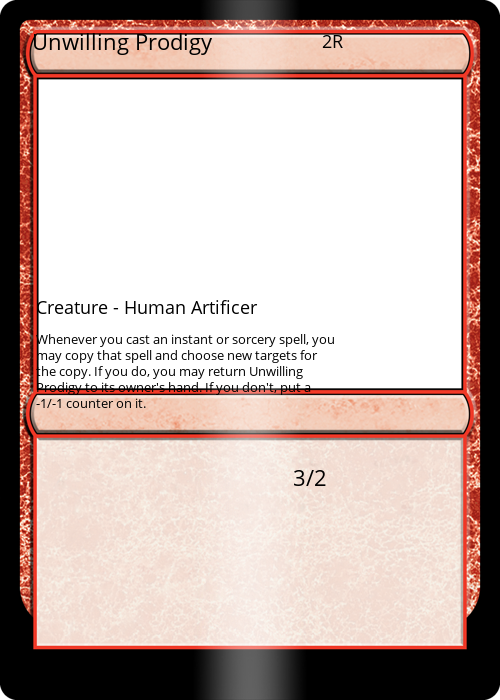 Unwilling Prodigy 2R
Creature - Human Artificer
Whenever you cast an instant or sorcery spell, you
may copy that spell and choose new targets for
the copy. If you do, you may return Unwilling
Prodigy to its owner's hand. If you don't, put a
-1/-1 counter on it.
3/2